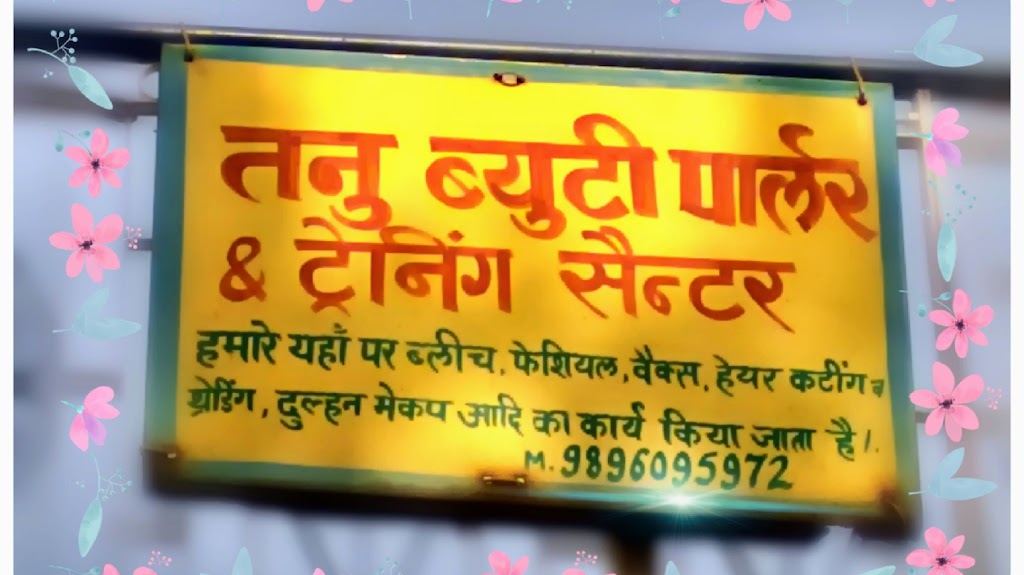 तनु ब्युटी पार्लर
& ट्रेनिंग सैन्टर
हमारे यहाँ पर ब्लीच, फेशियल, वैक्स, हेयर कटींग व
थ्रेडिंग, दुल्हन मेकप आदि का कार्य किया जाता है।
M. 9896095972